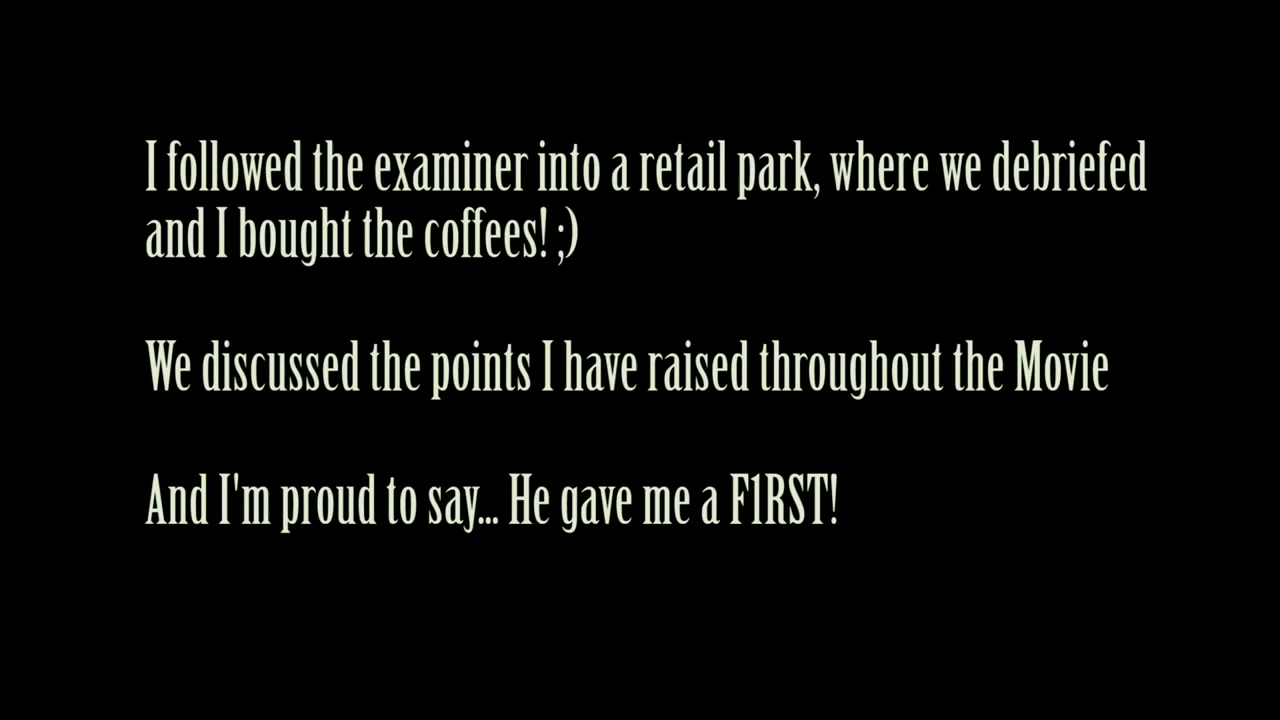 I followed the examiner into a retail park, where we debriefed
and I bought the coffees! ;)
We discussed the points I have raised throughout the Movie
And I'm proud to say... He gave me a F1RST!